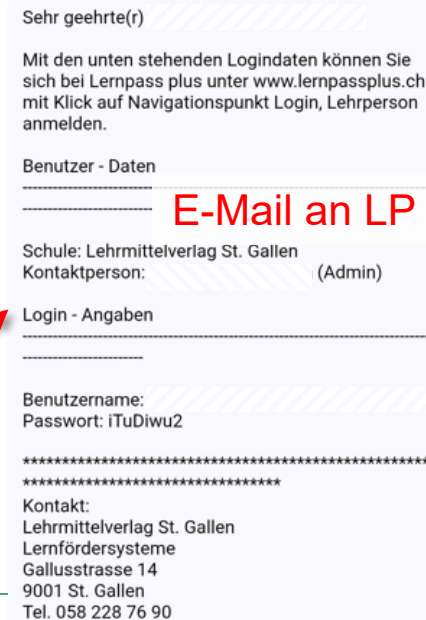 Sehr geehrte(r)
Mit den unten stehenden Logindaten können Sie
sich bei Lernpass plus unter www.lernpassplus.ch
mit Klick auf Navigationspunkt Login, Lehrperson
anmelden.
Benutzer - Daten
E-Mail an LP
Schule: Lehrmittelverlag St. Gallen
Kontaktperson: (Admin)
Login - Angaben
Benutzername:
Passwort: iTuDiwu2
*****************************************************
*********************************
Kontakt:
Lehrmittelverlag St. Gallen
Lernfördersysteme
Gallusstrasse 14
9001 St. Gallen
Tel. 058 228 76 90